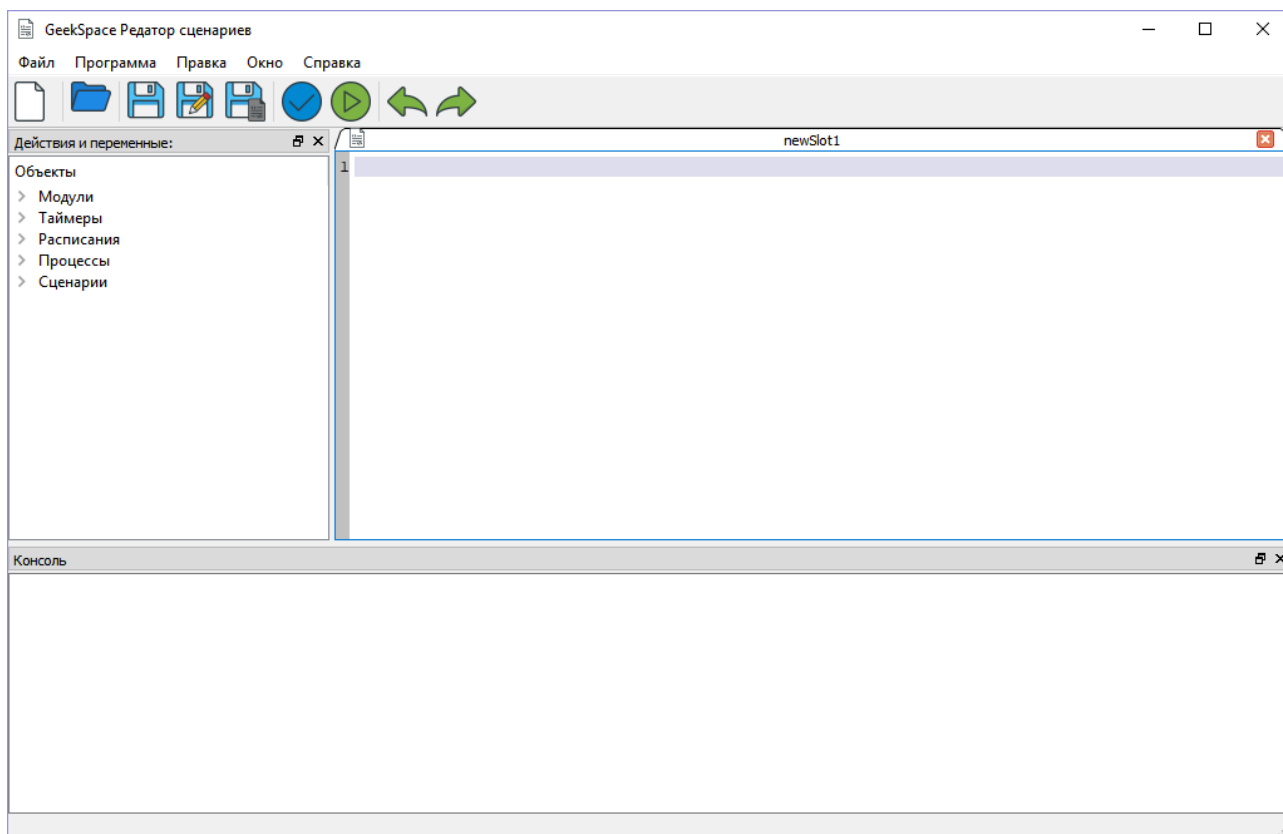 GeekSpace Редатор сценариев
Файл Программа Правка Окно Справка
Действия и переменные:
newSlot1
Объекты
1
Модули
Таймеры
Расписания
Процессы
Сценарии
Консоль